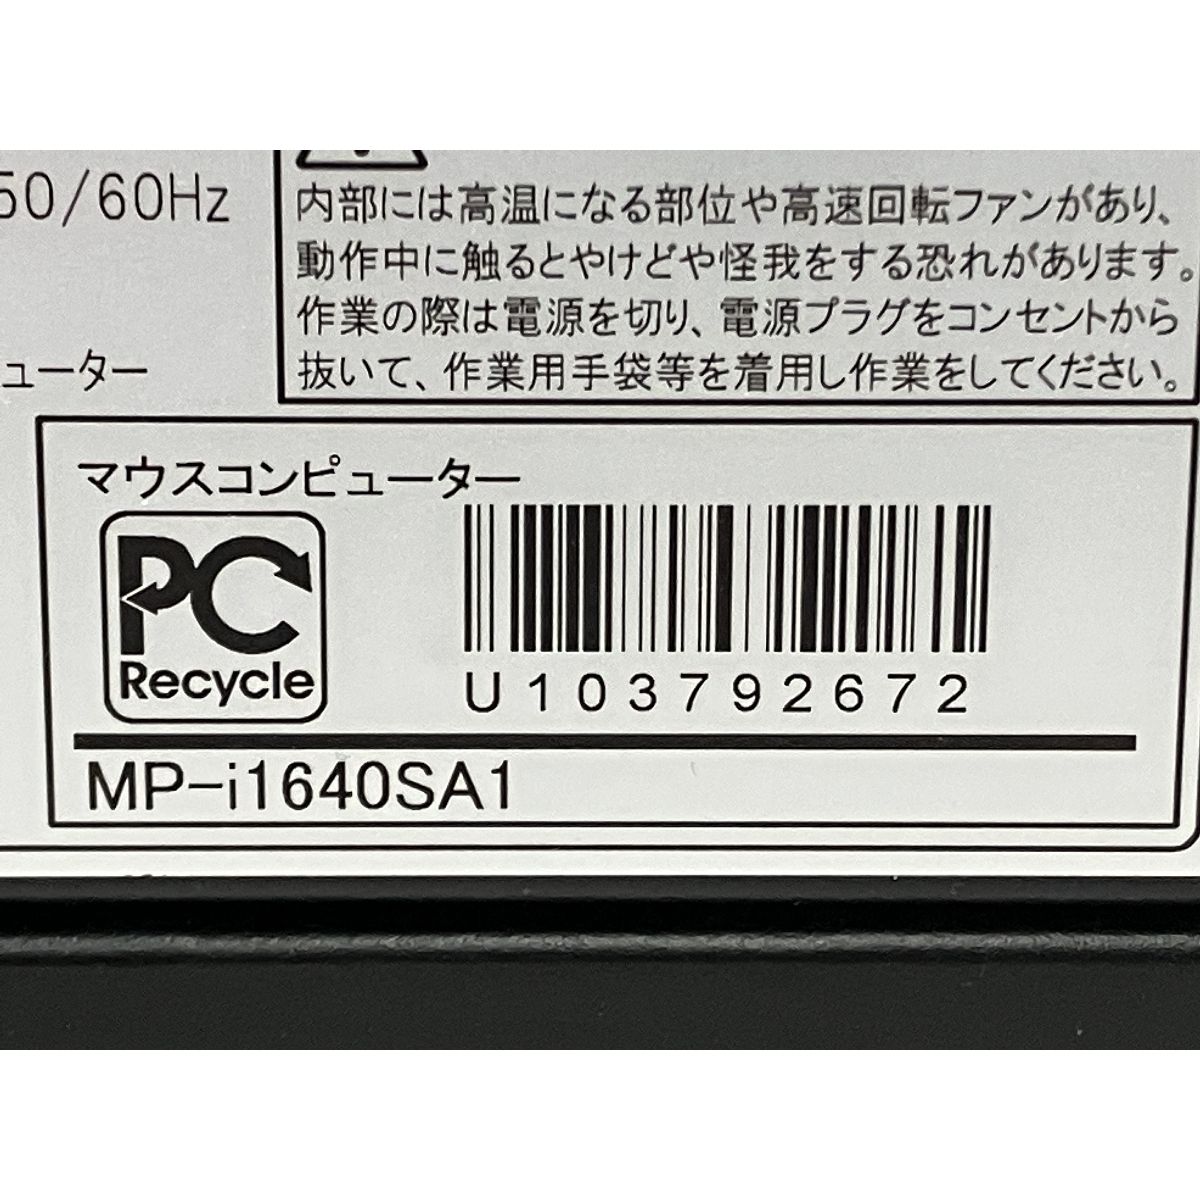 50/60Hz
ューター
内部には高温になる部位や高速回転ファンがあり、
動作中に触るとやけどや怪我をする恐れがあります。
作業の際は電源を切り、電源プラグをコンセントから
抜いて、作業用手袋等を着用し作業をしてください。
マウスコンピューター
PC
Recycle
U103792672
MP-i1640SA1